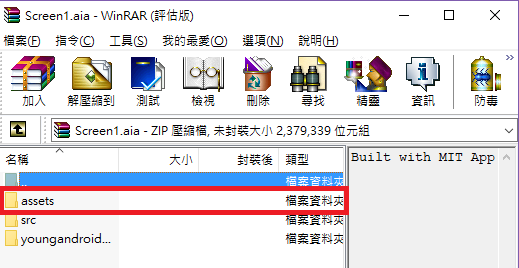 Screen1.aia - WinRAR (評估版)
檔案(F) 指令(C) 工具(S) 我的最愛(O) 選項(N) 說明(H)
加入 解壓縮到 測試 檢視 刪除 尋找 精靈 資訊 防毒
Screen1.aia - ZIP 壓縮檔, 未封裝大小 2,379,339 位元組
名稱 大小 封裝後 類型
.. 檔案資料夾
assets 檔案資料夾
src 檔案資料夾
youngandroid... 檔案資料夾
Built with MIT App